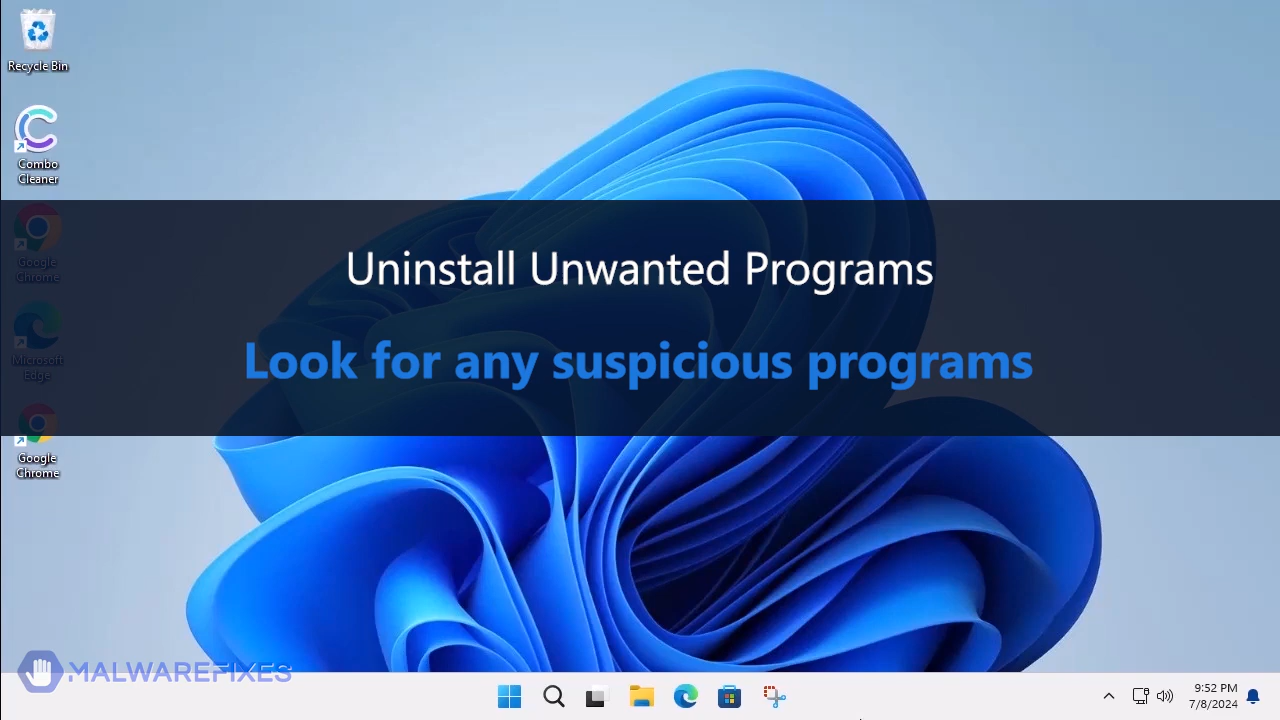 Recycle Bin
Combo
Cleaner
Google
Chrome
Uninstall Unwanted Programs
Microsoft
Edge
Look for any suspicious programs
Google
Chrome
MALWAREFIXES
9:52 PM
7/8/2024